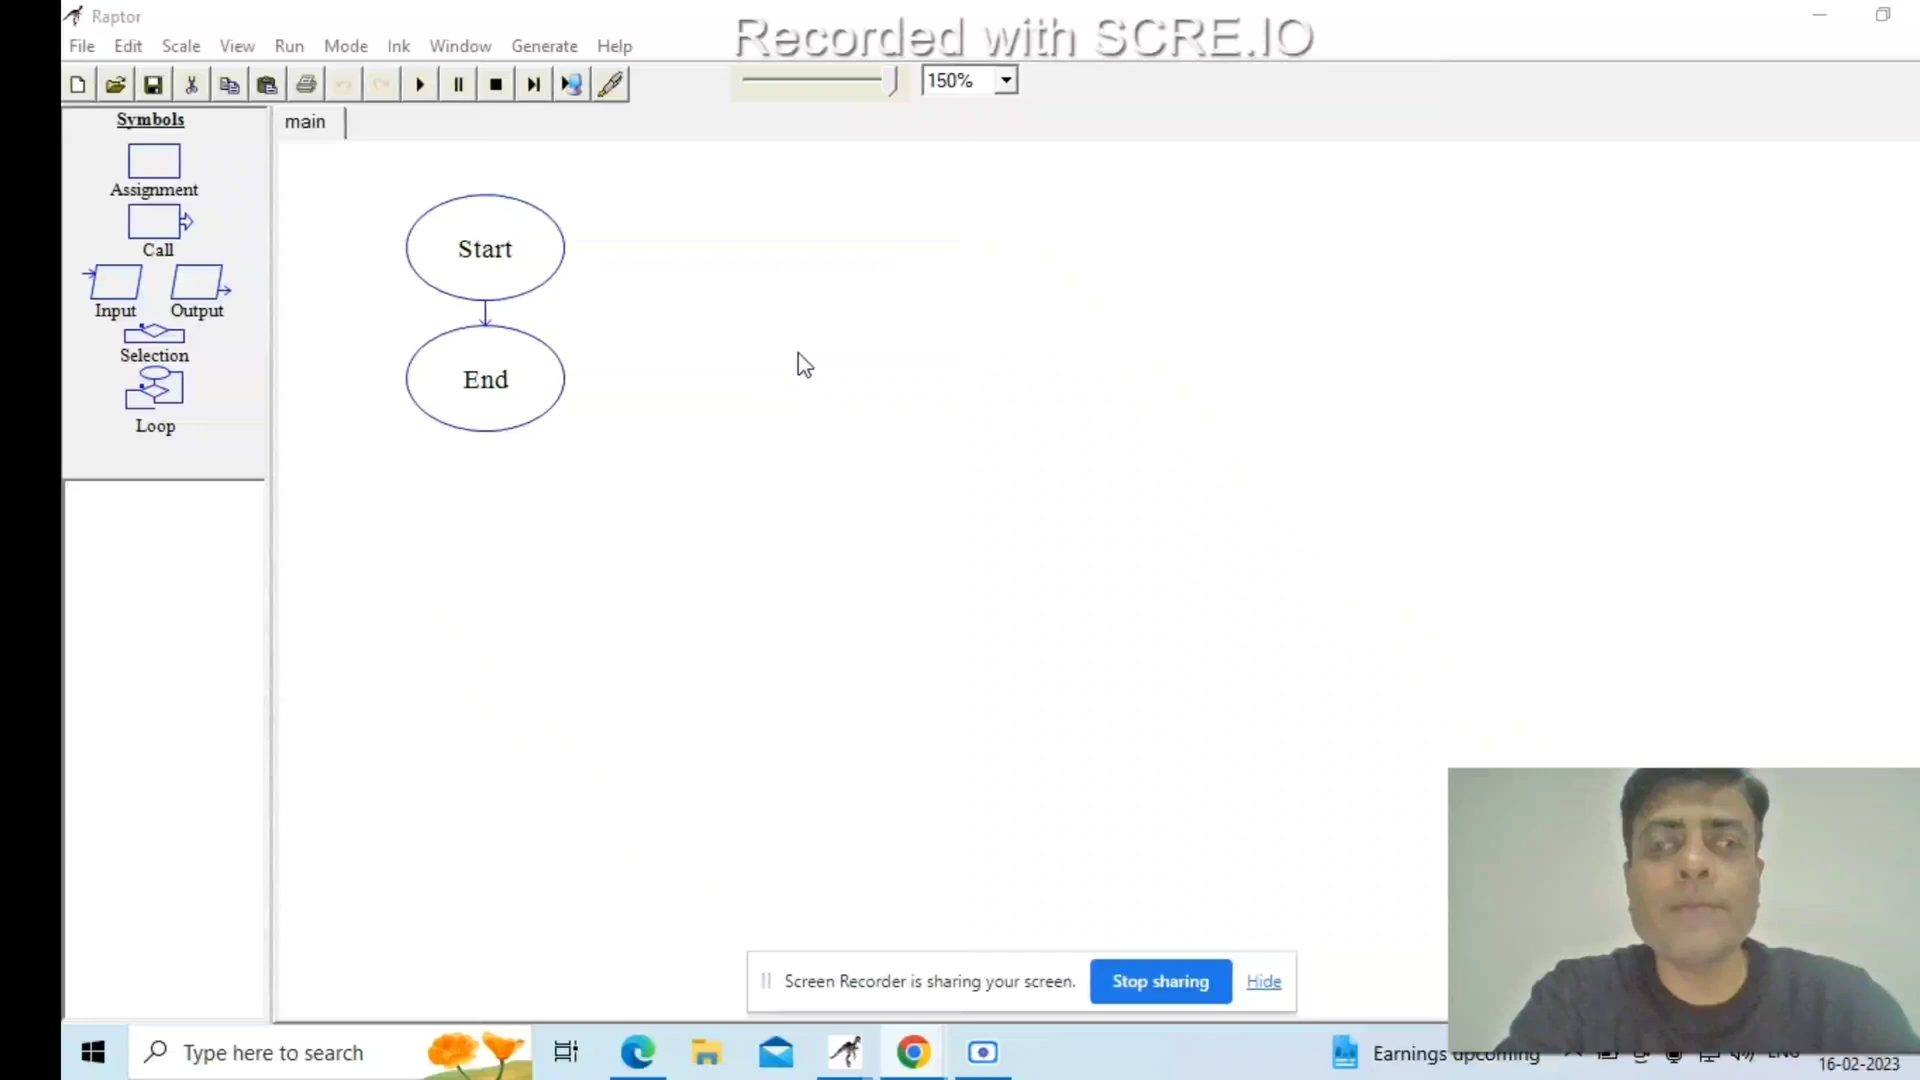 Raptor
Recorded with SCRE.IO
File Edit Scale View Run Mode Ink Window Generate Help
150%
Symbols
main
Assignment
Call
Input Output
Selection
Loop
Start
End
Screen Recorder is sharing your screen. Stop sharing Hide
Type here to search
Earnings upcoming
ENG
16-02-2023